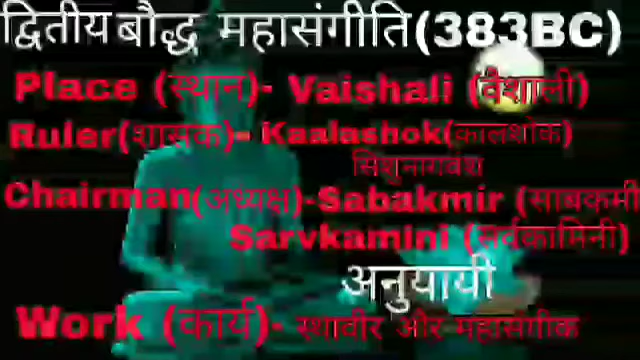 द्वितीय बौद्ध महासंगीति(383BC)
Place (स्थान)- Vaishali (वैशाली)
Ruler(शासक)- Kaalashok(कालशोक)
सिशुनागवंश
Chairman(अध्यक्ष)-Sabakmir (साबकमी
Sarvkamini (सर्वकामिनी)
अनुयायी
Work (कार्य)- स्थावीर और महासंगीक